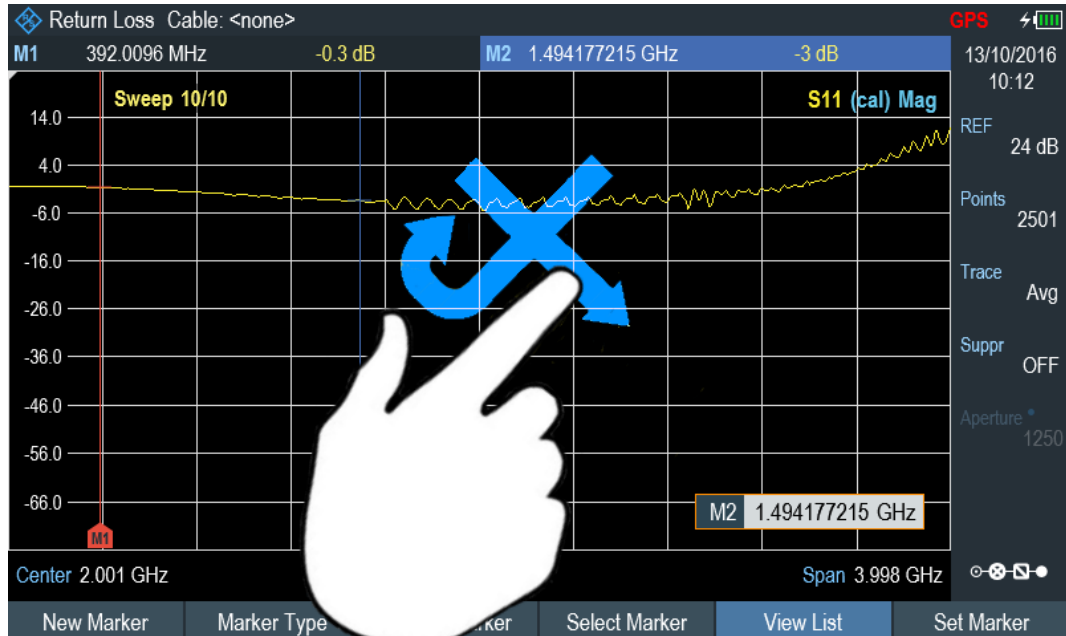 Return Loss Cable: <none> GPS
M1 392.0096 MHz -0.3 dB M2 1.494177215 GHz -3 dB 13/10/2016
10:12
Sweep 10/10 S11 (cal) Mag
14.0
4.0
-6.0
-16.0
-26.0
-36.0
-46.0
-56.0
-66.0
REF
24 dB
Points
2501
Trace
Avg
Suppr
OFF
Aperture
1250
M2 1.494177215 GHz
M1
Center 2.001 GHz Span 3.998 GHz
New Marker Marker Type Select Marker View List Set Marker